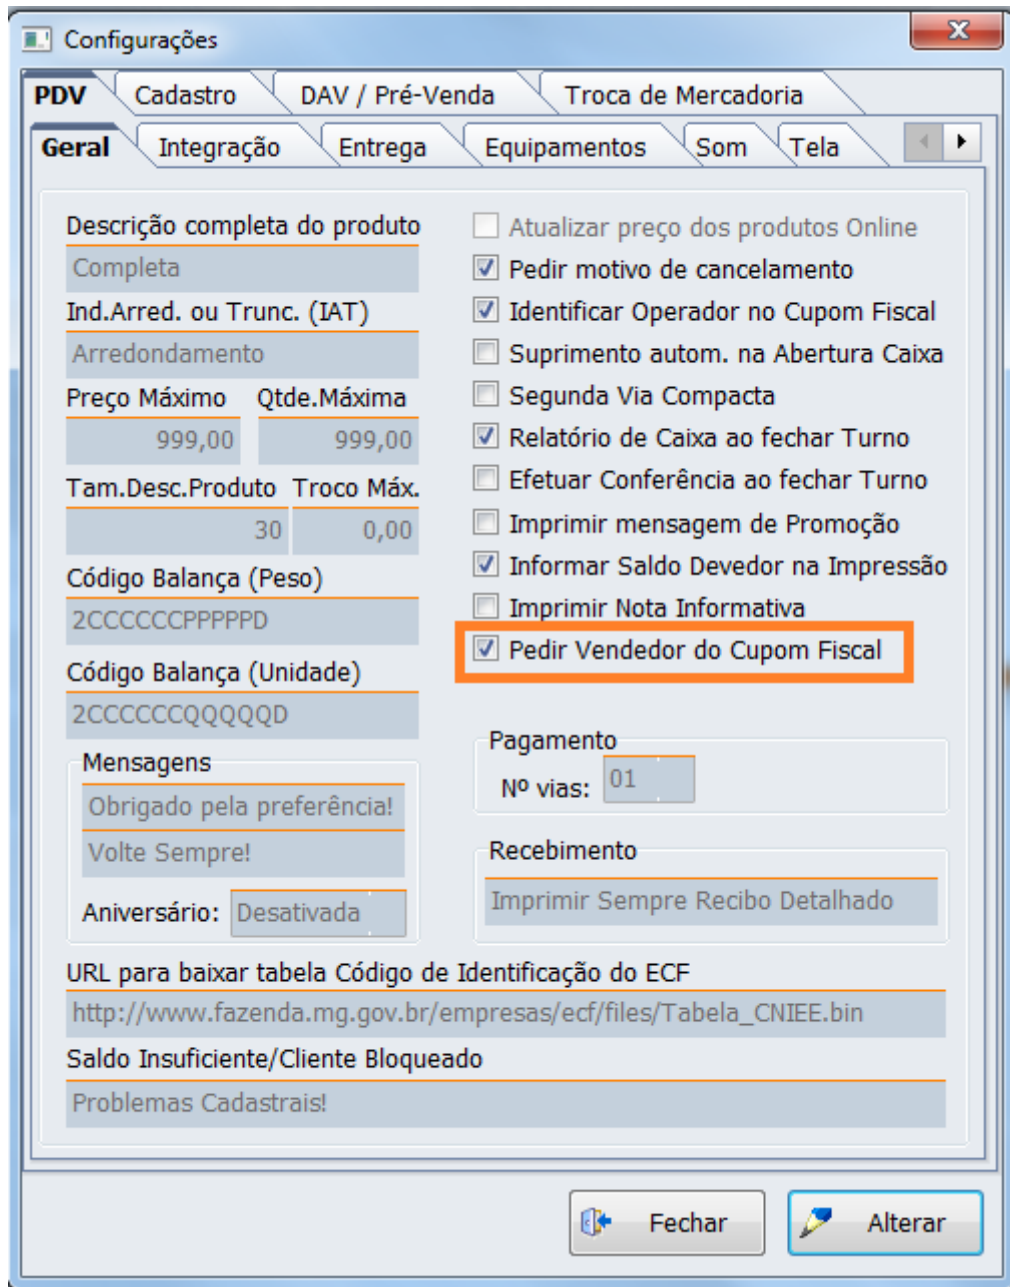 Configurações
PDV Cadastro DAV / Pré-Venda Troca de Mercadoria
Geral Integração Entrega Equipamentos Som Tela
Descrição completa do produto
Completa
Ind.Arred. ou Trunc. (IAT)
Arredondamento
Preço Máximo Qtde.Máxima
999,00 999,00
Tam.Desc.Produto Troco Máx.
30 0,00
Código Balança (Peso)
2CCCCCCPPPPPD
Código Balança (Unidade)
2CCCCCCQQQQQD
Mensagens
Obrigado pela preferência!
Volte Sempre!
Aniversário: Desativada
Atualizar preço dos produtos Online
Pedir motivo de cancelamento
Identificar Operador no Cupom Fiscal
Suprimento autom. na Abertura Caixa
Segunda Via Compacta
Relatório de Caixa ao fechar Turno
Efetuar Conferência ao fechar Turno
Imprimir mensagem de Promoção
Informar Saldo Devedor na Impressão
Imprimir Nota Informativa
Pedir Vendedor do Cupom Fiscal
Pagamento
Nº vias: 01
Recebimento
Imprimir Sempre Recibo Detalhado
URL para baixar tabela Código de Identificação do ECF
http://www.fazenda.mg.gov.br/empresas/ecf/files/Tabela_CNIEE.bin
Saldo Insuficiente/Cliente Bloqueado
Problemas Cadastrais!
Fechar Alterar